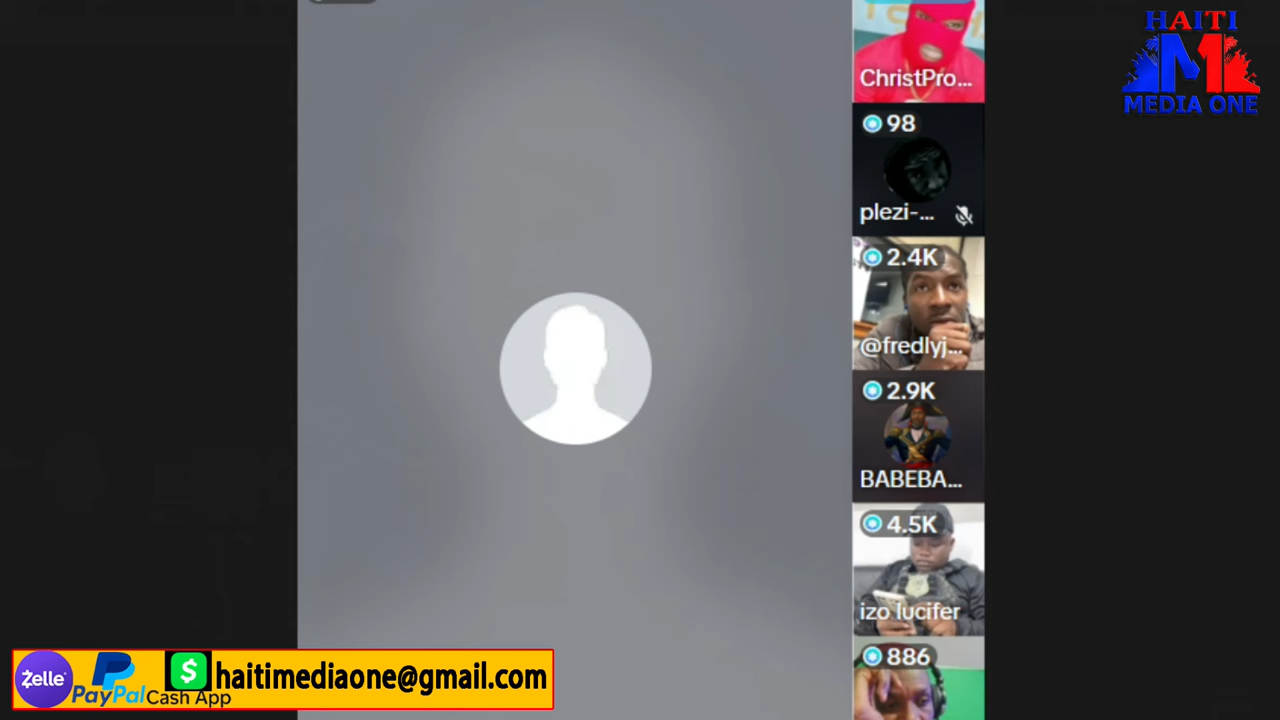 HAITI
M1
MEDIA ONE
ChristPro...
98
plezi-...
2.4K
@fredlyj...
2.9K
BABEBA...
4.5K
izo lucifer
886
Zelle
PayPal
$
Cash App
haitimediaone@gmail.com